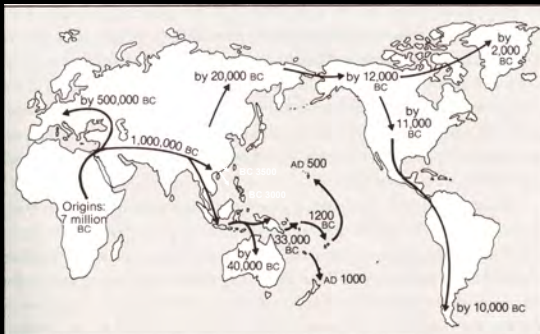 by
2,000
BC
by 20,000 BC
by 12,000
BC
by 500,000 BC
by
11,000
BC
1,000,000 BC
AD 500
Origins:
7 million
BC
1200
BC
33,000
BC
by
40,000 BC
AD 1000
by 10,000 BC